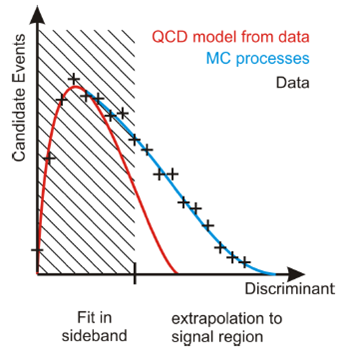 QCD model from data
MC processes
Data
Candidate Events
Discriminant
Fit in
sideband
extrapolation to
signal region